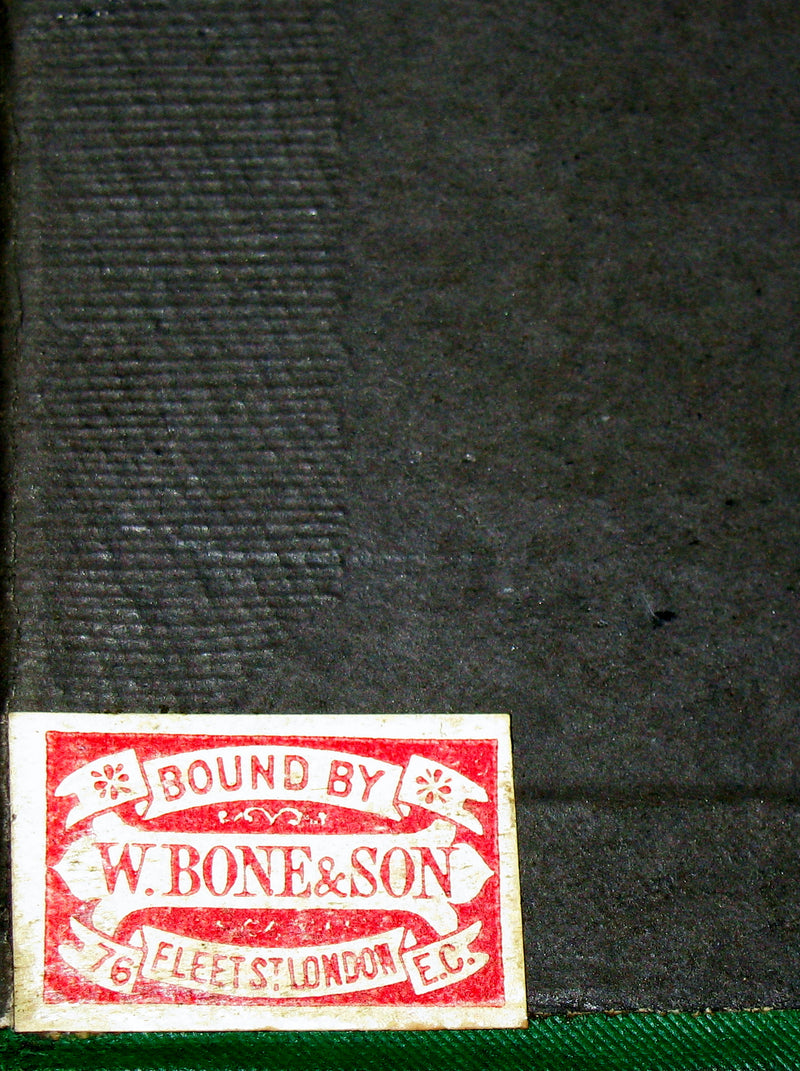 BOUND BY
W. BONE & SON
76 FLEET ST. LONDON E.C.